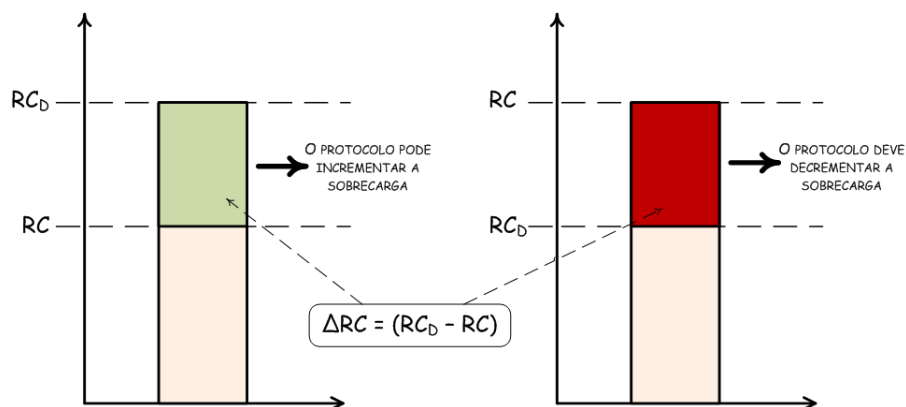 RC_D
RC
O PROTOCOLO PODE
INCREMENTAR A
SOBRECARGA
RC
RC_D
O PROTOCOLO DEVE
DECREMENTAR A
SOBRECARGA
ΔRC = (RC_D – RC)